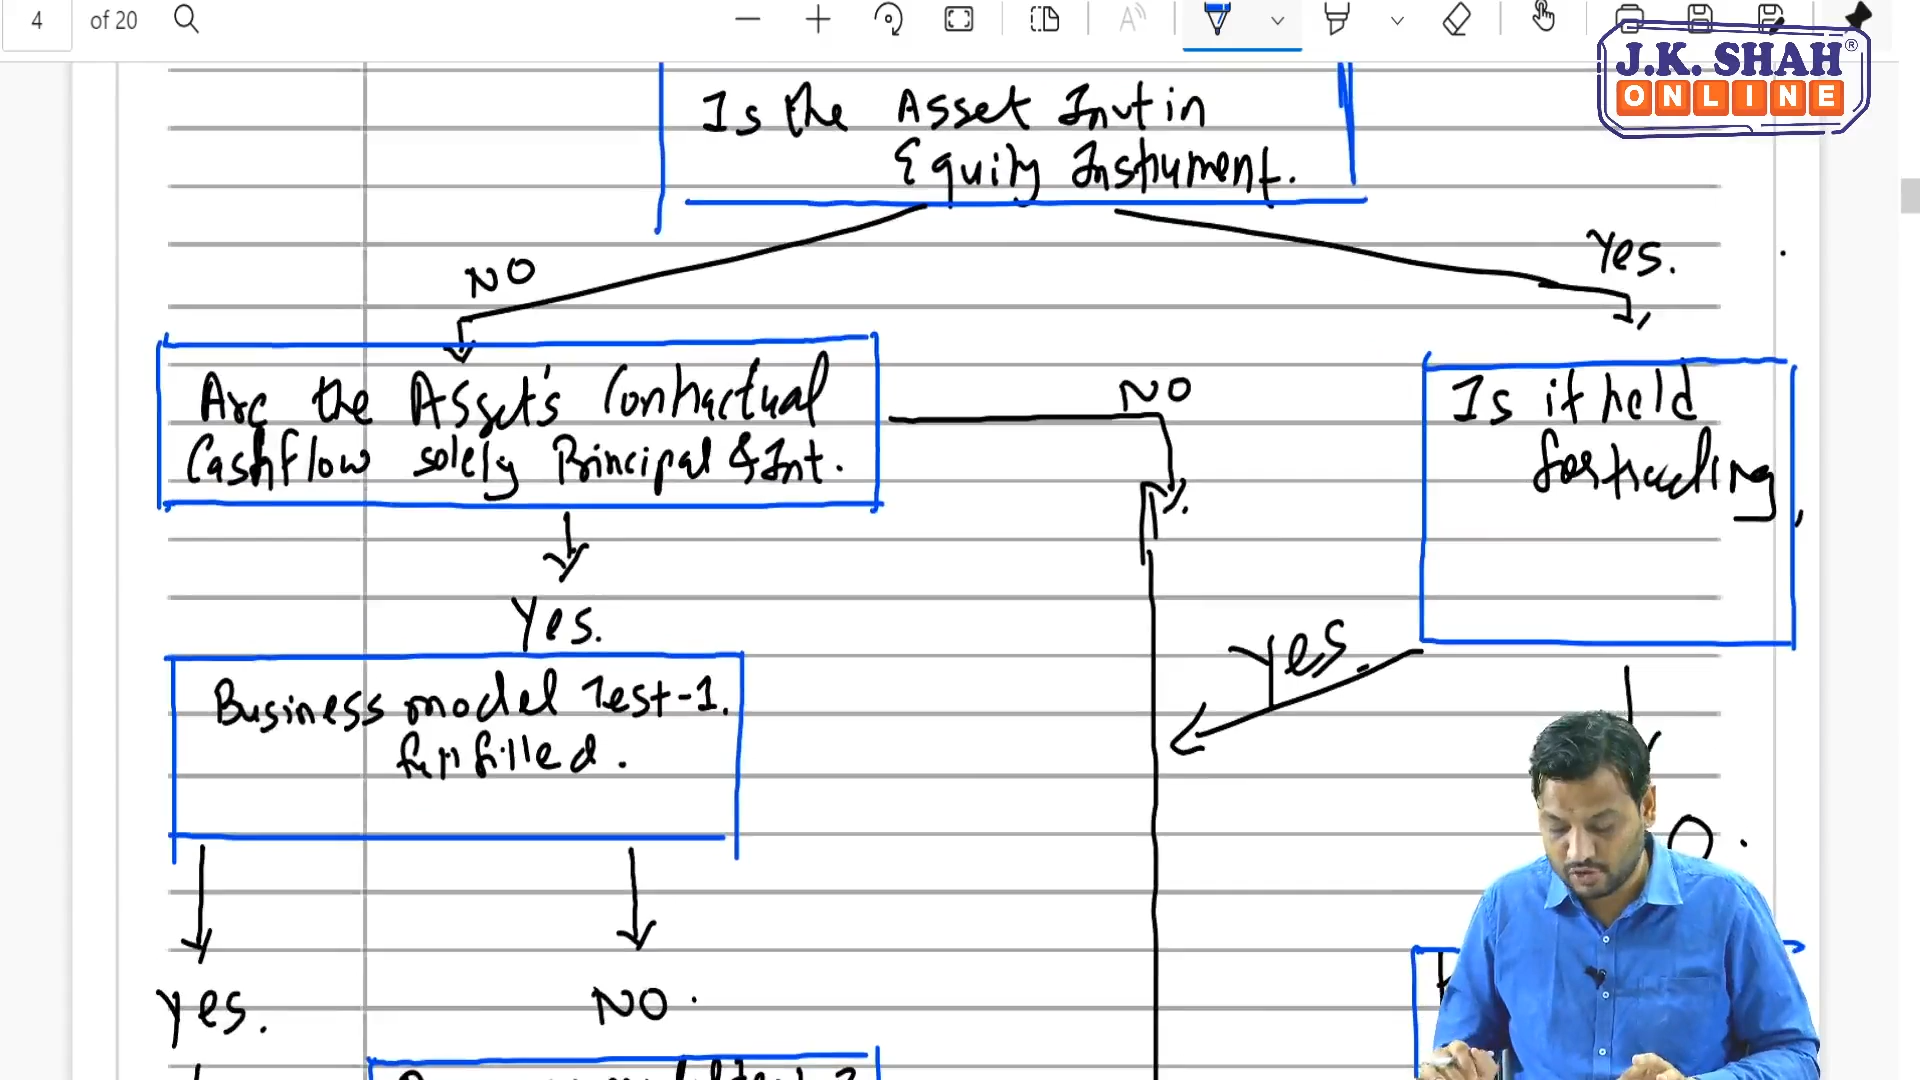 4 of 20
J.K. SHAH®
ONLINE
Is the Asset Invt in
Equity Instrument.
NO
Yes.
Are the Asset's Contractual
Cashflow solely Principal & Int.
NO
Is it held
for trading
Yes.
Yes.
Business model Test-1.
fulfilled.
Yes.
NO.